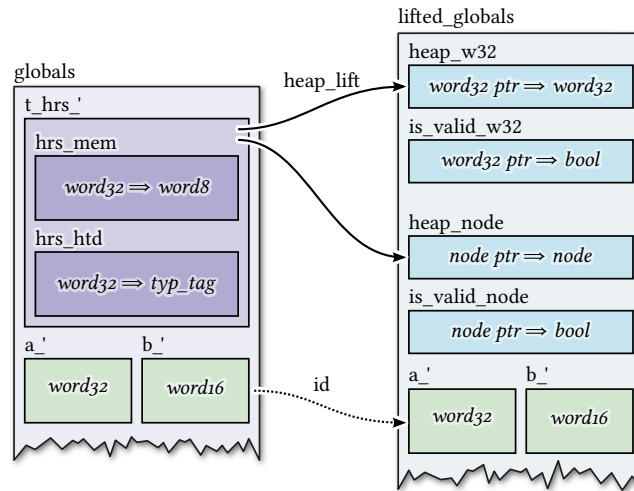 globals
t_hrs_'
hrs_mem
word32 ⇒ word8
hrs_htd
word32 ⇒ typ_tag
a_'
b_'
word32
word16
heap_lift
id
lifted_globals
heap_w32
word32 ptr ⇒ word32
is_valid_w32
word32 ptr ⇒ bool
heap_node
node ptr ⇒ node
is_valid_node
node ptr ⇒ bool
a_'
b_'
word32
word16